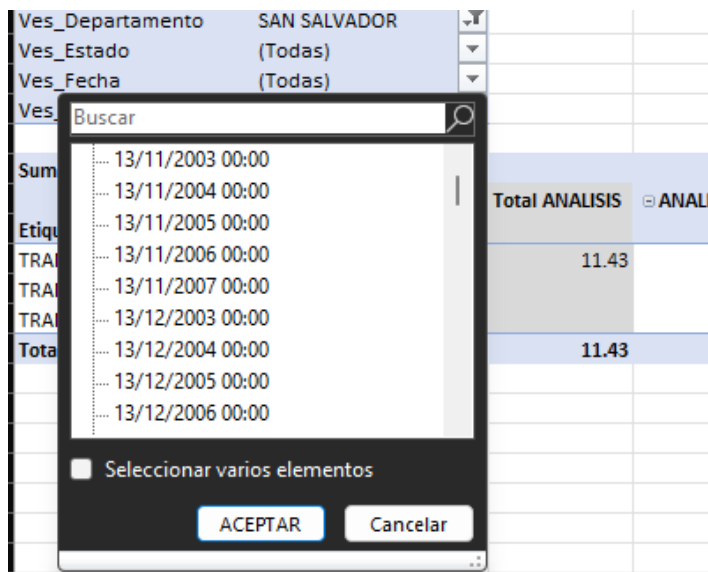 Ves_Departamento SAN SALVADOR
Ves_Estado (Todas)
Ves_Fecha (Todas)
Ves_
Buscar
13/11/2003 00:00
13/11/2004 00:00
13/11/2005 00:00
13/11/2006 00:00
13/11/2007 00:00
13/12/2003 00:00
13/12/2004 00:00
13/12/2005 00:00
13/12/2006 00:00
Seleccionar varios elementos
ACEPTAR Cancelar
Sum
Total ANALISIS ANALI
Etiqu
TRA 11.43
TRA
TRA
Tota 11.43